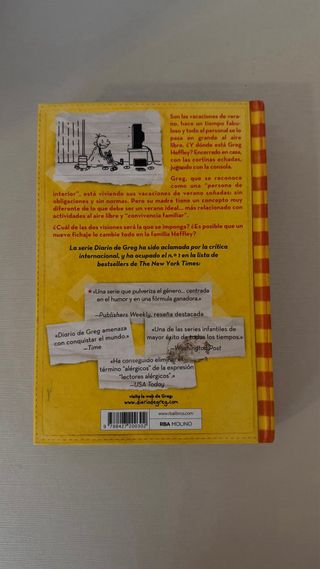 Son las vacaciones de vera-
no, hace un tiempo fabu-
loso y todo el personal se lo
pasa en grande al aire
libre. ¿Y dónde está Greg
Heffley? Encerrado en casa,
con las cortinas echadas,
jugando con la consola.
Greg, que se reconoce
como una “persona de
interior”, está viviendo sus vacaciones de verano soñadas: sin
obligaciones y sin normas. Pero su madre tiene un concepto muy
diferente de lo que debe ser un verano ideal... más relacionado con
actividades al aire libre y “convivencia familiar”.
¿Cuál de las dos visiones será la que se imponga? ¿Es posible que un
nuevo fichaje lo cambie todo en la familia Heffley?
La serie Diario de Greg ha sido aclamada por la crítica
internacional, y ha ocupado el n.º 1 en la lista de
bestsellers de The New York Times:
★«Una serie que pulveriza el género... centrada
en el humor y en una fórmula ganadora.»
—Publishers Weekly, reseña destacada
«Diario de Greg amenaza
con conquistar el mundo.»
—Time
«Una de las series infantiles de
mayor éxito de todos los tiempos.»
—Washington Post
«Ha conseguido eliminar el
término “alérgicos” de la expresión
“lectores alérgicos”.»
—USA Today
visita la web de Greg:
www.diariodegreg.com
www.rbalibros.com
RBA MOLINO
9 788427 200302